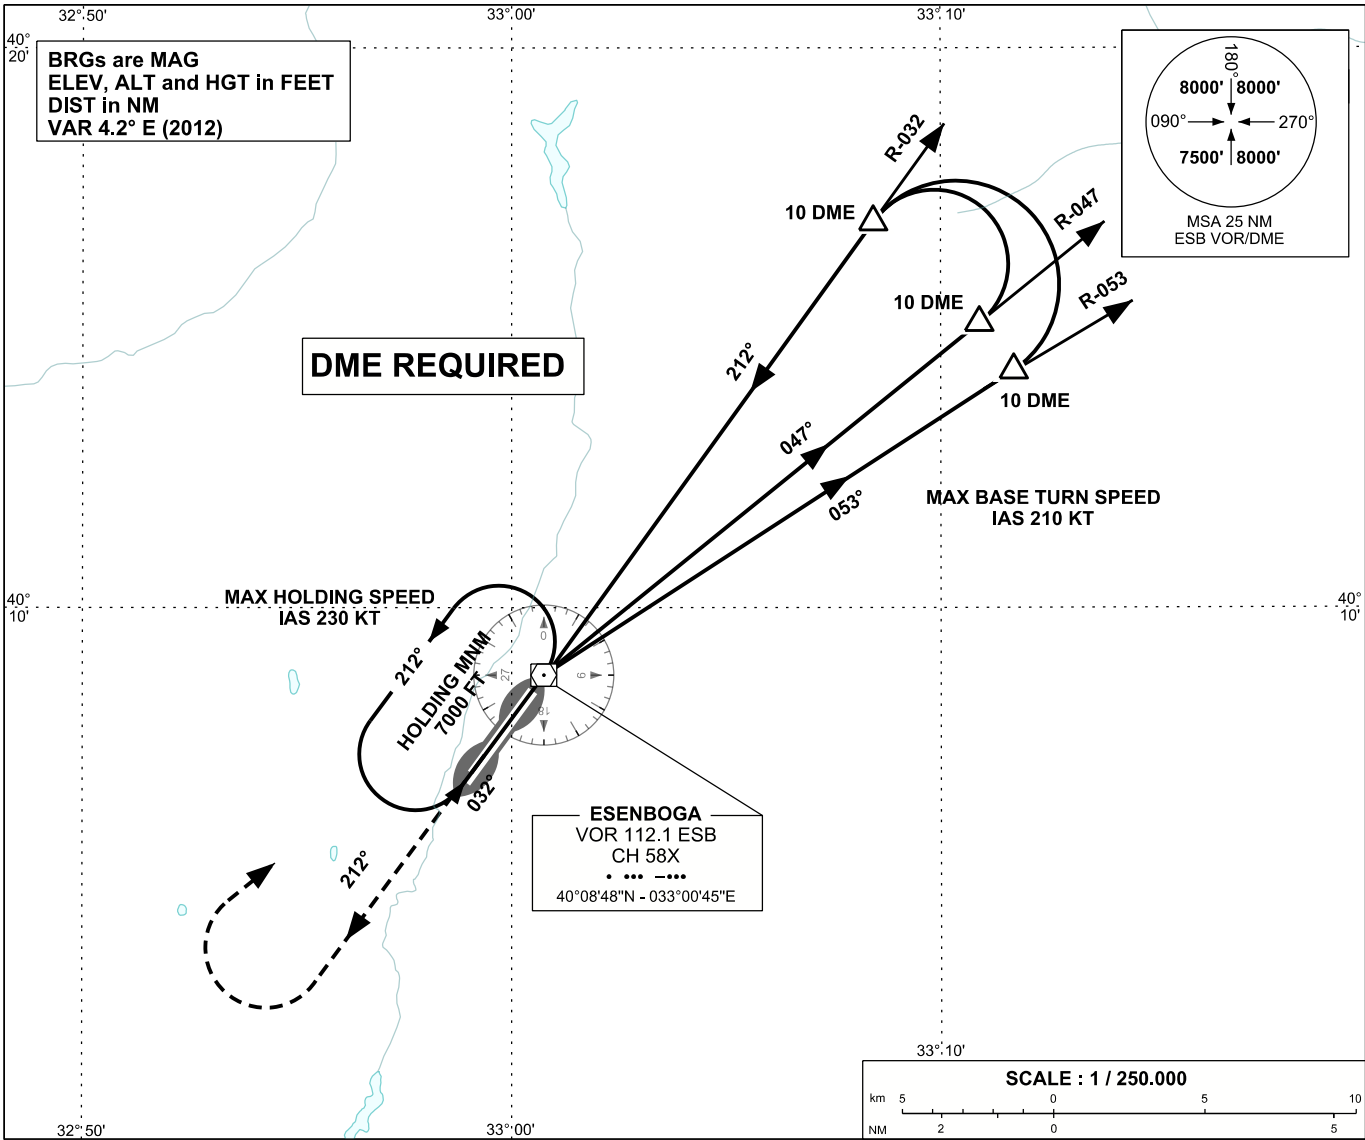 32°50'
33°00'
33°10'
40°
20'
BRGs are MAG
ELEV, ALT and HGT in FEET
DIST in NM
VAR 4.2° E (2012)
180°
8000' 8000'
090° 270°
7500' 8000'
MSA 25 NM
ESB VOR/DME
R-032
10 DME
R-047
10 DME
R-053
10 DME
DME REQUIRED
212°
047°
053°
MAX BASE TURN SPEED
IAS 210 KT
40°
10'
40°
10'
MAX HOLDING SPEED
IAS 230 KT
212°
HOLDING MNM
7000 FT
0
9
18
27
032°
212°
ESENBOGA
VOR 112.1 ESB
CH 58X
40°08'48"N - 033°00'45"E
33°10'
SCALE : 1 / 250.000
km 5 0 5 10
NM 2 0 5
32°50'
33°00'